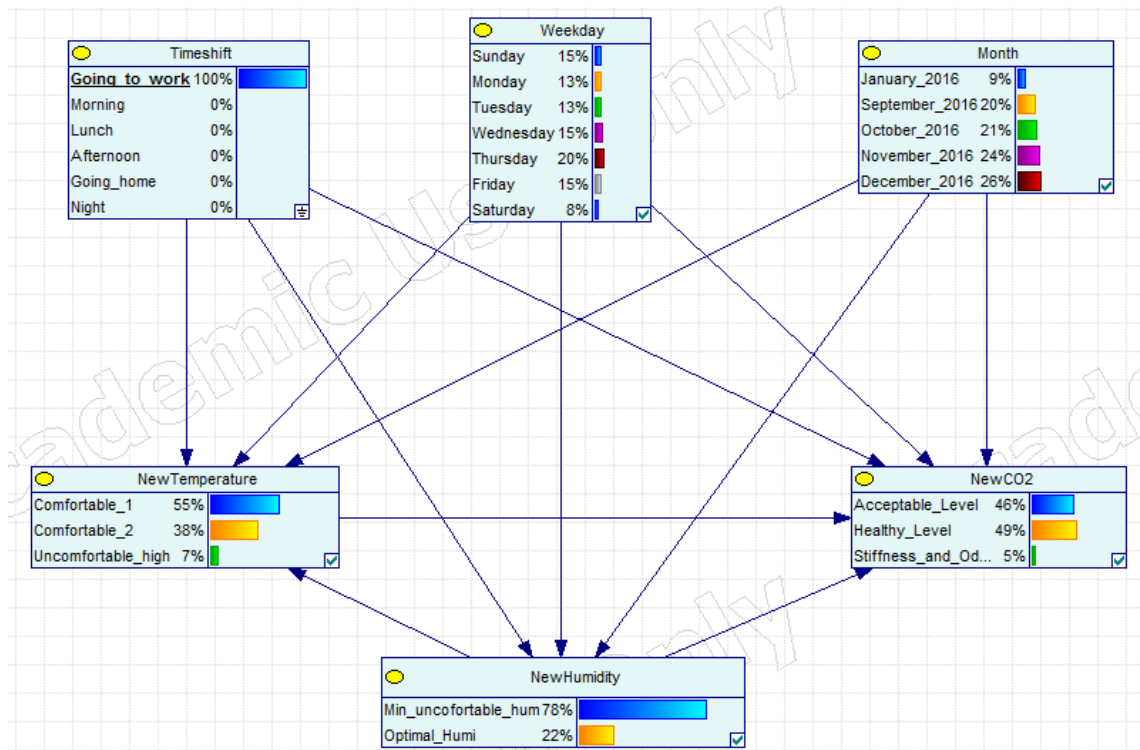 Timeshift
Going_to_work 100%
Morning 0%
Lunch 0%
Afternoon 0%
Going_home 0%
Night 0%
Weekday
Sunday 15%
Monday 13%
Tuesday 13%
Wednesday 15%
Thursday 20%
Friday 15%
Saturday 8%
Month
January_2016 9%
September_2016 20%
October_2016 21%
November_2016 24%
December_2016 26%
NewTemperature
Comfortable_1 55%
Comfortable_2 38%
Uncomfortable_high 7%
NewCO2
Acceptable_Level 46%
Healthy_Level 49%
Stiffness_and_Od... 5%
NewHumidity
Min_uncofortable_hum 78%
Optimal_Humi 22%